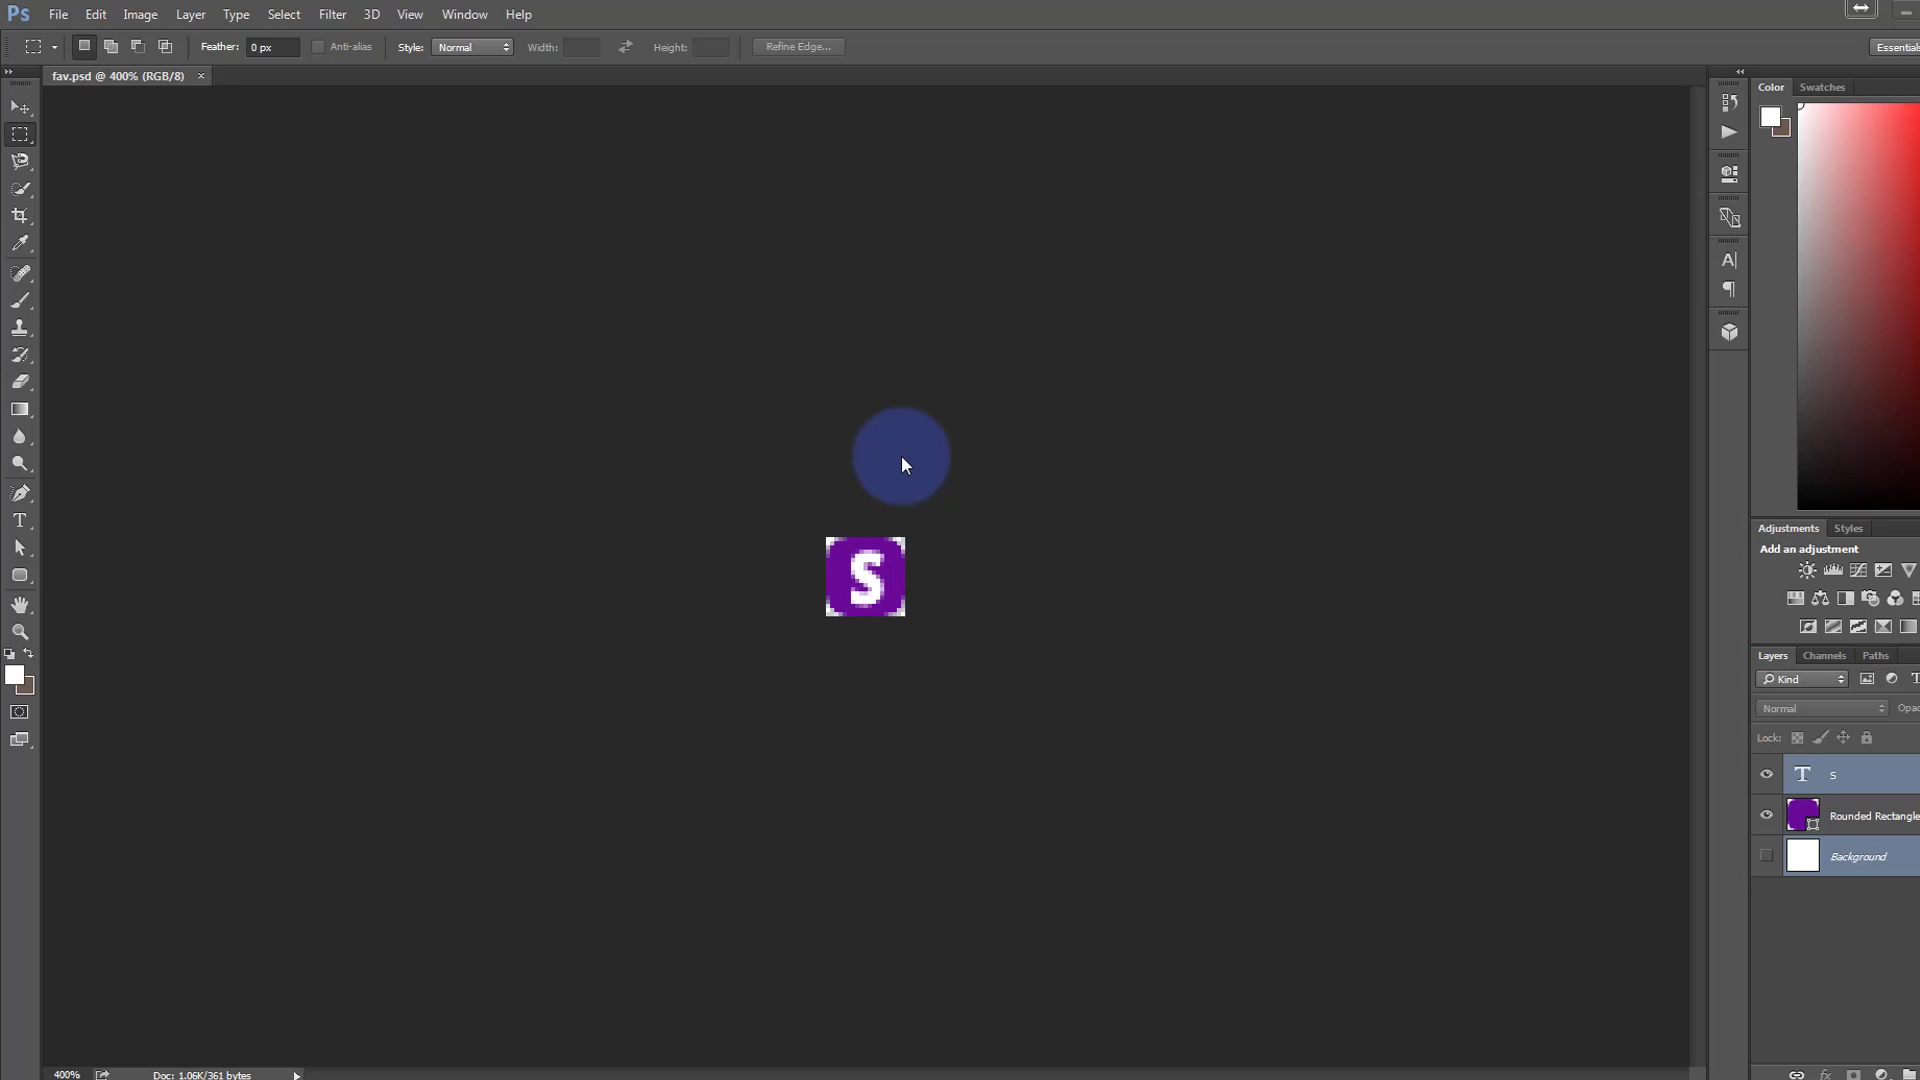 Ps File Edit Image Layer Type Select Filter 3D View Window Help
Feather: 0 px Anti-alias Style: Normal Width: Height: Refine Edge... Essentials
fav.psd @ 400% (RGB/8) ×
Color Swatches
S
Adjustments Styles
Add an adjustment
Layers Channels Paths
Kind
Normal Opac
Lock:
T S
Rounded Rectangle
Background
400% Doc: 1.06K/361 bytes